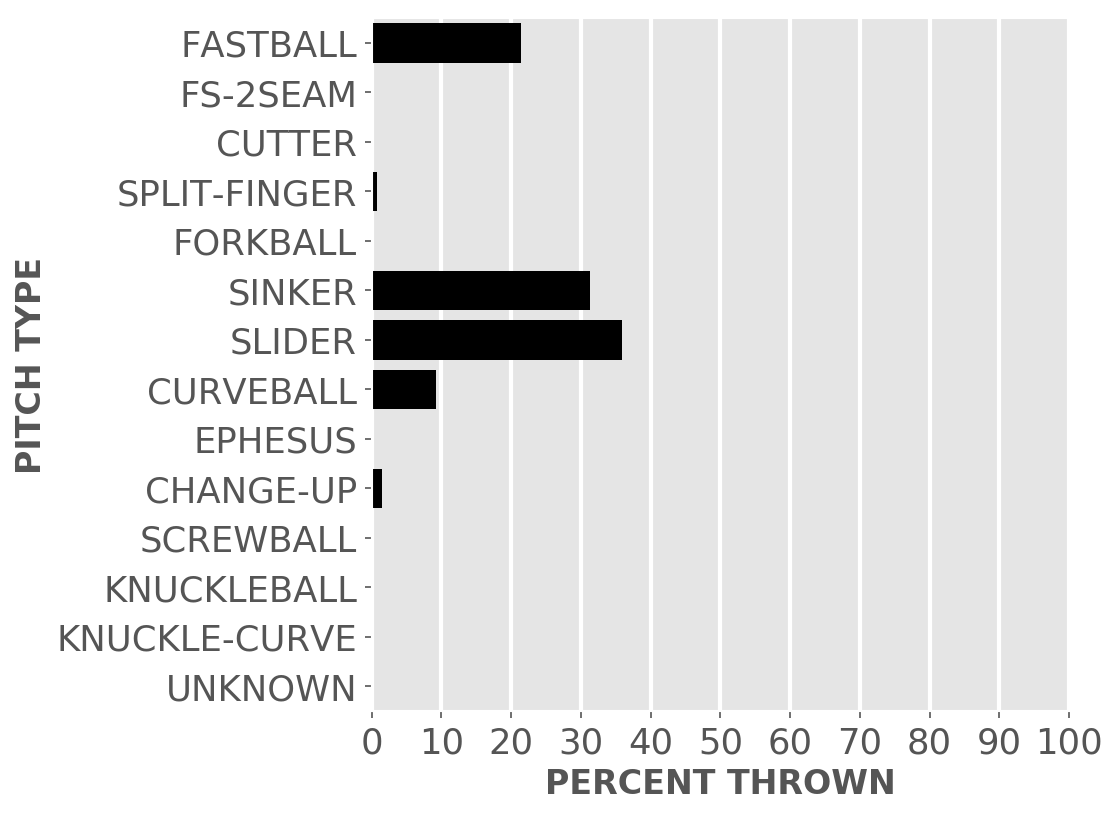 FASTBALL
FS-2SEAM
CUTTER
SPLIT-FINGER
FORKBALL
SINKER
SLIDER
CURVEBALL
EPHESUS
CHANGE-UP
SCREWBALL
KNUCKLEBALL
KNUCKLE-CURVE
UNKNOWN
PITCH TYPE
0 10 20 30 40 50 60 70 80 90 100
PERCENT THROWN